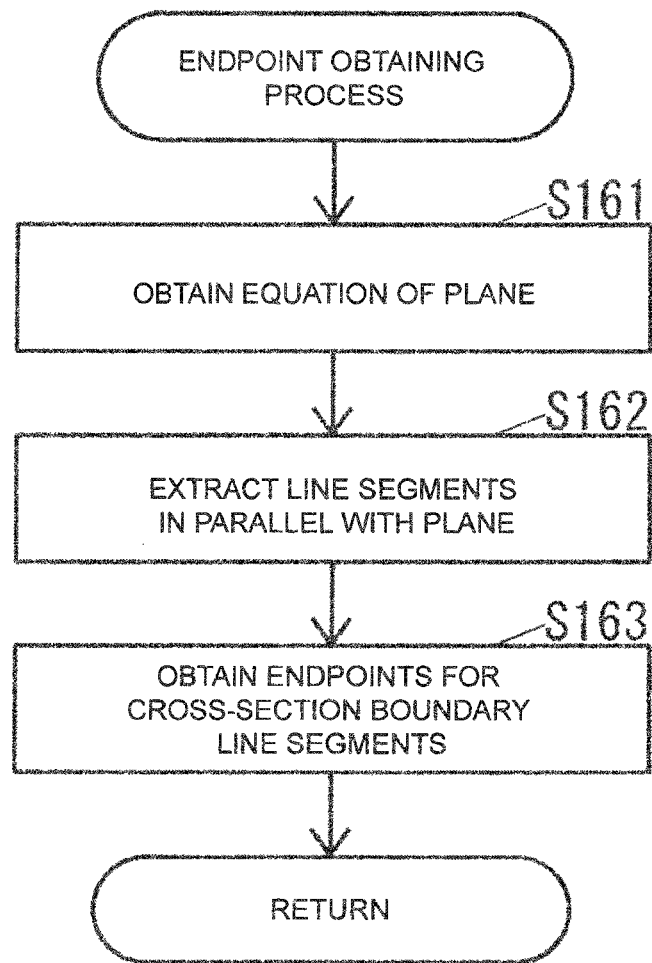 ENDPOINT OBTAINING
PROCESS
S161
OBTAIN EQUATION OF PLANE
S162
EXTRACT LINE SEGMENTS
IN PARALLEL WITH PLANE
S163
OBTAIN ENDPOINTS FOR
CROSS-SECTION BOUNDARY
LINE SEGMENTS
RETURN